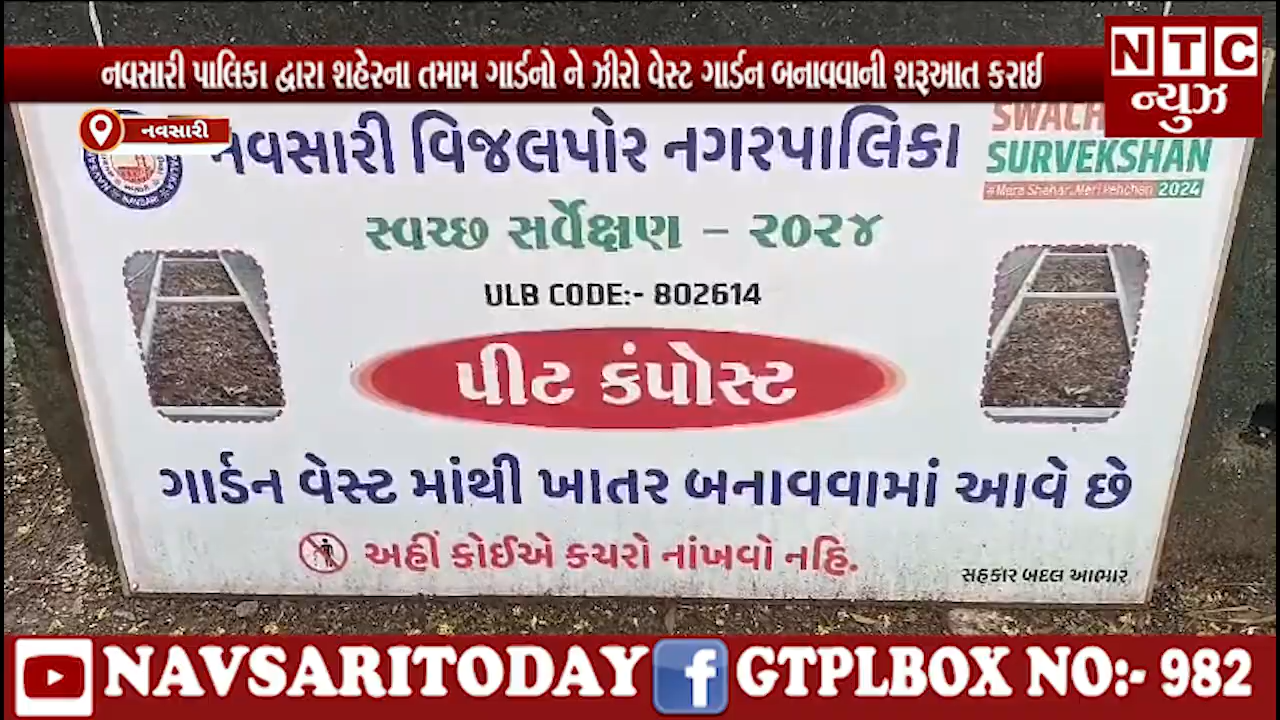 નવસારી પાલિકા દ્વારા શહેરના તમામ ગાર્ડનો ને ઝીરો વેસ્ટ ગાર્ડન બનાવવાની શરૂઆત કરાઈ
NTC
ન્યુઝ
નવસારી
નવસારી વિજલપોર નગરપાલિકા
SURVEKSHAN
#Mera Shehar, Meri Pehchan 2024
NAVSARI
સ્વચ્છ સર્વેક્ષણ – ૨૦૨૪
ULB CODE:- 802614
પીટ કંપોસ્ટ
ગાર્ડન વેસ્ટ માંથી ખાતર બનાવવામાં આવે છે
અહીં કોઈએ કચરો નાંખવો નહિ.
સહકાર બદલ આભાર
NAVSARITODAY f GTPLBOX NO:- 982